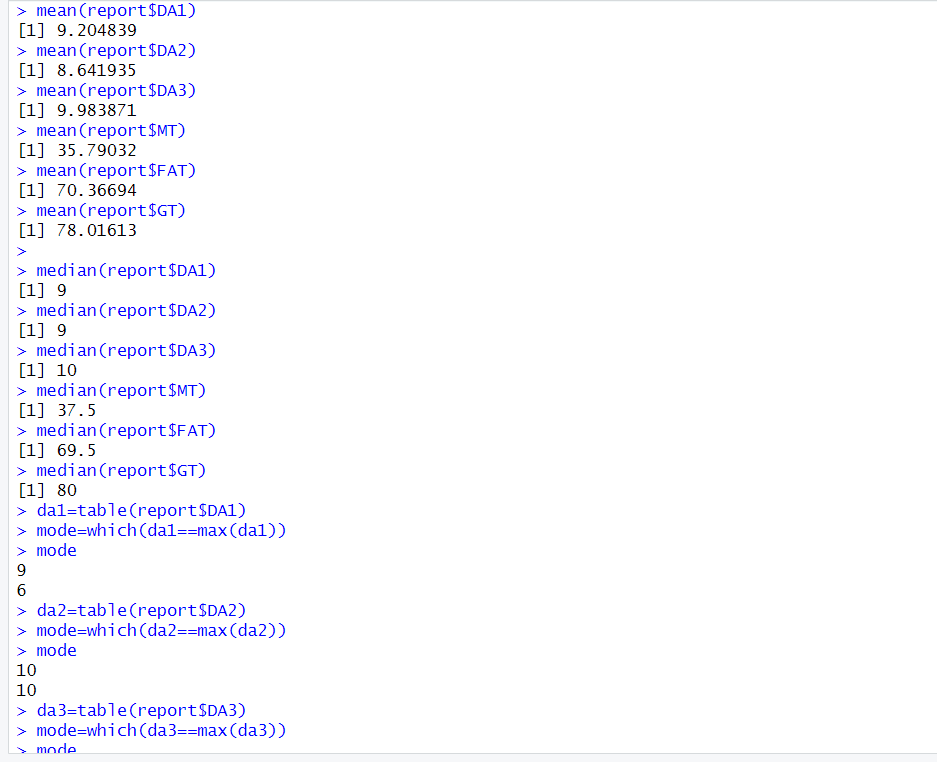 > mean(report$DA1)
[1] 9.204839
> mean(report$DA2)
[1] 8.641935
> mean(report$DA3)
[1] 9.983871
> mean(report$MT)
[1] 35.79032
> mean(report$FAT)
[1] 70.36694
> mean(report$GT)
[1] 78.01613
>
> median(report$DA1)
[1] 9
> median(report$DA2)
[1] 9
> median(report$DA3)
[1] 10
> median(report$MT)
[1] 37.5
> median(report$FAT)
[1] 69.5
> median(report$GT)
[1] 80
> da1=table(report$DA1)
> mode=which(da1==max(da1))
> mode
9
6
> da2=table(report$DA2)
> mode=which(da2==max(da2))
> mode
10
10
> da3=table(report$DA3)
> mode=which(da3==max(da3))
> mode